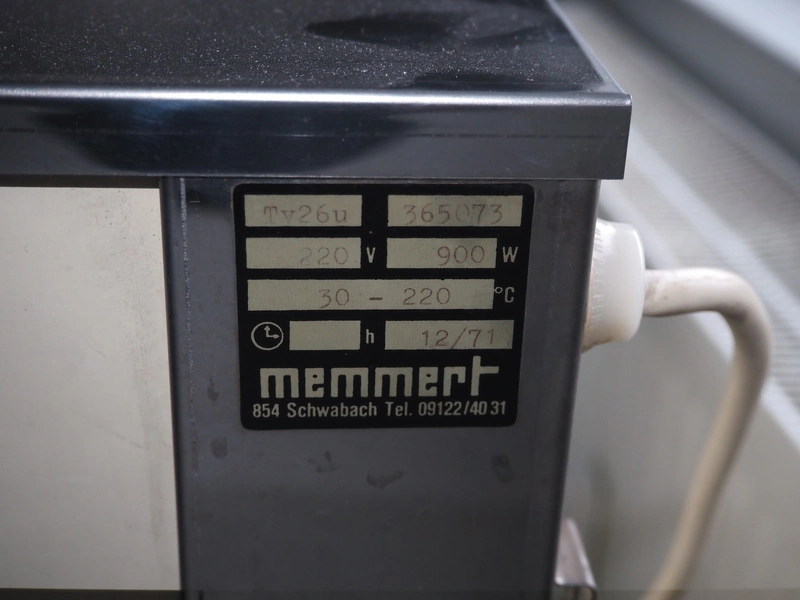 Tv26u 365073
220 V 900 W
30 - 220 °C
h 12/71
memmert
854 Schwabach Tel. 09122/40 31